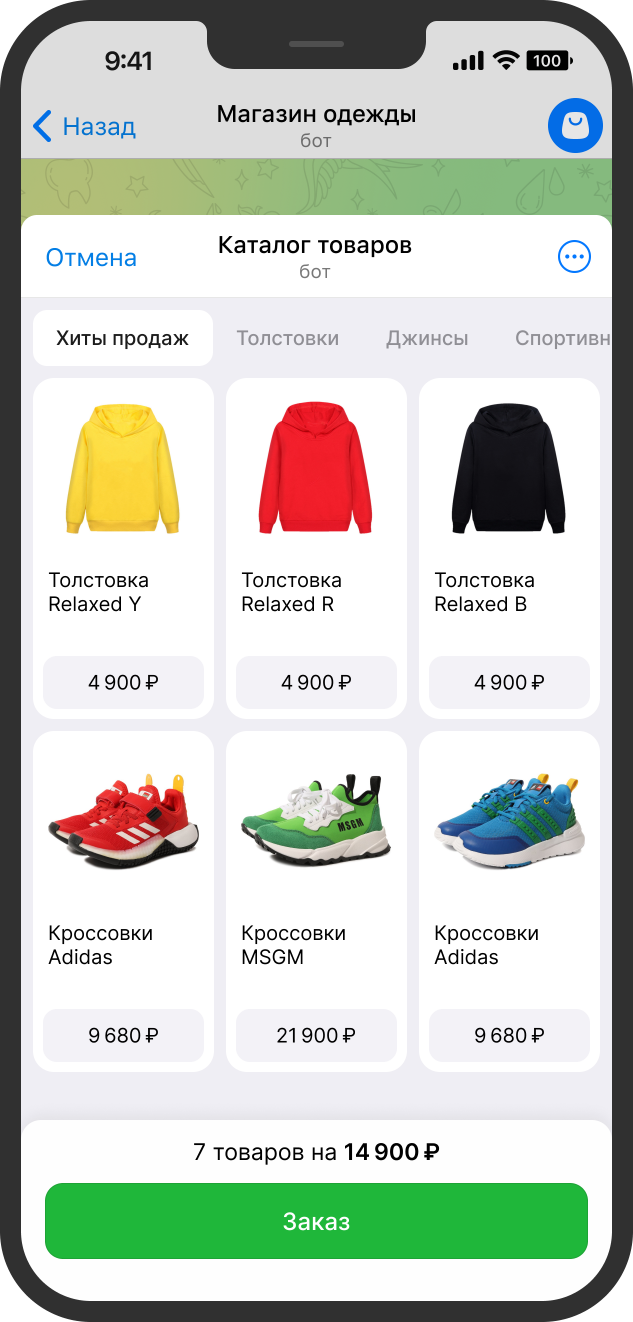 9:41
100
Назад
Магазин одежды
бот
Отмена
Каталог товаров
бот
Хиты продаж
Толстовки
Джинсы
Спортивн
Толстовка
Relaxed Y
4 900 ₽
Толстовка
Relaxed R
4 900 ₽
Толстовка
Relaxed B
4 900 ₽
Кроссовки
Adidas
9 680 ₽
MSGM
Кроссовки
MSGM
21 900 ₽
Кроссовки
Adidas
9 680 ₽
7 товаров на 14 900 ₽
Заказ